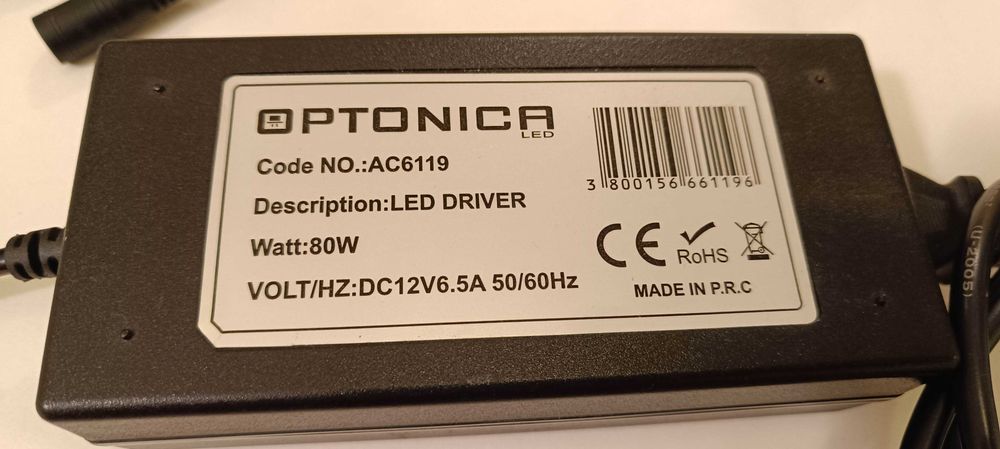 OPTONICA
LED
Code NO.:AC6119
Description:LED DRIVER
Watt:80W
VOLT/HZ:DC12V6.5A 50/60Hz
3 800156 661196
CE RoHS
MADE IN P.R.C
(U-2005)